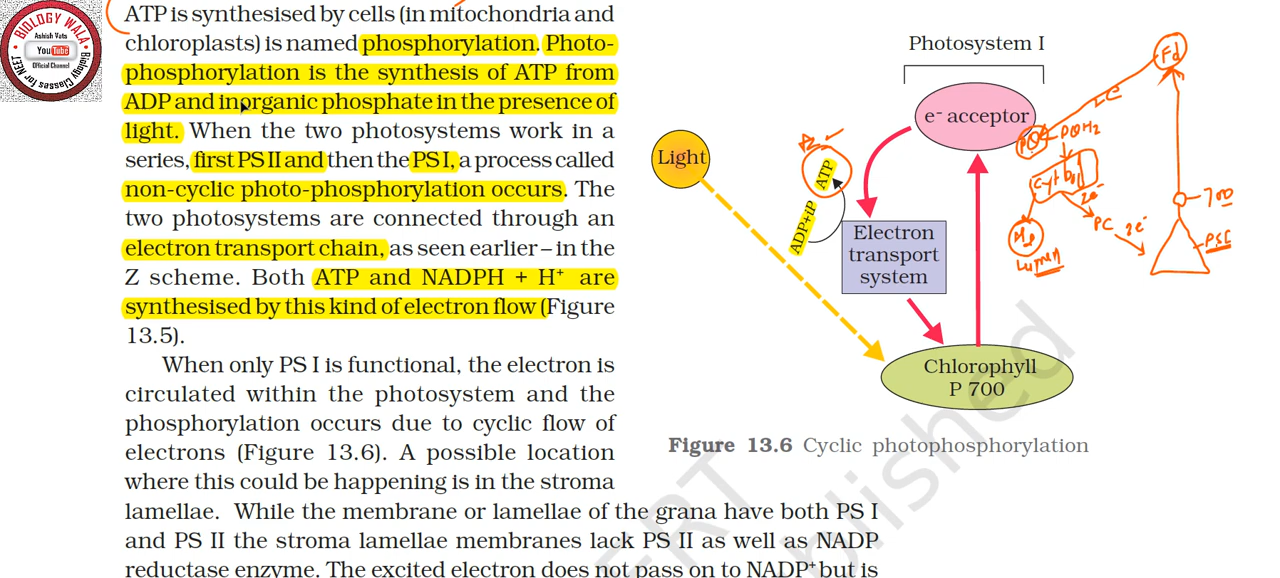 BIOLOGY WALA
Ashish Vats
YouTube
Official Channel
Biology Classes for NEET
ATP is synthesised by cells (in mitochondria and
chloroplasts) is named phosphorylation. Photo-
phosphorylation is the synthesis of ATP from
ADP and inorganic phosphate in the presence of
light. When the two photosystems work in a
series, first PS II and then the PS I, a process called
non-cyclic photo-phosphorylation occurs. The
two photosystems are connected through an
electron transport chain, as seen earlier – in the
Z scheme. Both ATP and NADPH + H⁺ are
synthesised by this kind of electron flow (Figure
13.5).
When only PS I is functional, the electron is
circulated within the photosystem and the
phosphorylation occurs due to cyclic flow of
electrons (Figure 13.6). A possible location
where this could be happening is in the stroma
lamellae. While the membrane or lamellae of the grana have both PS I
and PS II the stroma lamellae membranes lack PS II as well as NADP
reductase enzyme. The excited electron does not pass on to NADP⁺ but is
Photosystem I
e⁻ acceptor
Light
ATP
ADP+iP
Electron
transport
system
Chlorophyll
P 700
Figure 13.6 Cyclic photophosphorylation
Fd
2e
PQ
PQH₂
Cyt b₆f
2e⁻
PC
2e⁻
700
PSI
Lumen